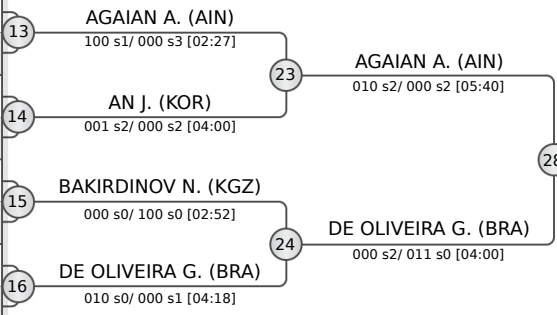 AGAIAN A. (AIN)
13
100 s1/ 000 s3 [02:27]
23
AGAIAN A. (AIN)
010 s2/ 000 s2 [05:40]
AN J. (KOR)
14
001 s2/ 000 s2 [04:00]
28
BAKIRDINOV N. (KGZ)
15
000 s0/ 100 s0 [02:52]
24
DE OLIVEIRA G. (BRA)
000 s2/ 011 s0 [04:00]
DE OLIVEIRA G. (BRA)
16
010 s0/ 000 s1 [04:18]